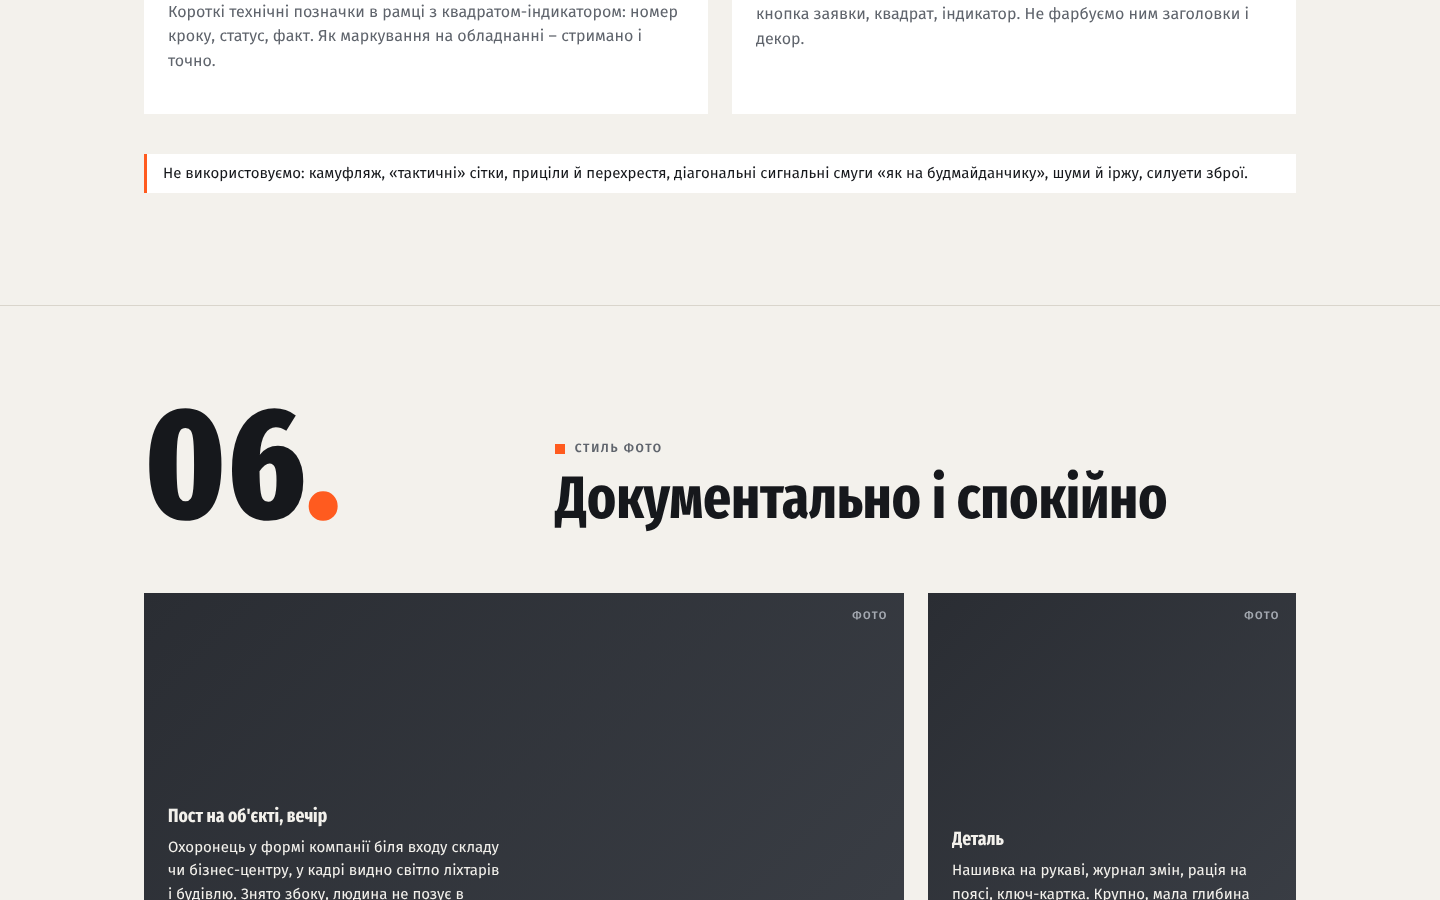 Короткі технічні позначки в рамці з квадратом-індикатором: номер
кроку, статус, факт. Як маркування на обладнанні – стримано і
точно.
кнопка заявки, квадрат, індикатор. Не фарбуємо ним заголовки і
декор.
Не використовуємо: камуфляж, «тактичні» сітки, приціли й перехрестя, діагональні сигнальні смуги «як на будмайданчику», шуми й іржу, силуети зброї.
06.
СТИЛЬ ФОТО
Документально і спокійно
ФОТО
Пост на об'єкті, вечір
Охоронець у формі компанії біля входу складу
чи бізнес-центру, у кадрі видно світло ліхтарів
і будівлю. Знято збоку, людина не позує в
ФОТО
Деталь
Нашивка на рукаві, журнал змін, рація на
поясі, ключ-картка. Крупно, мала глибина